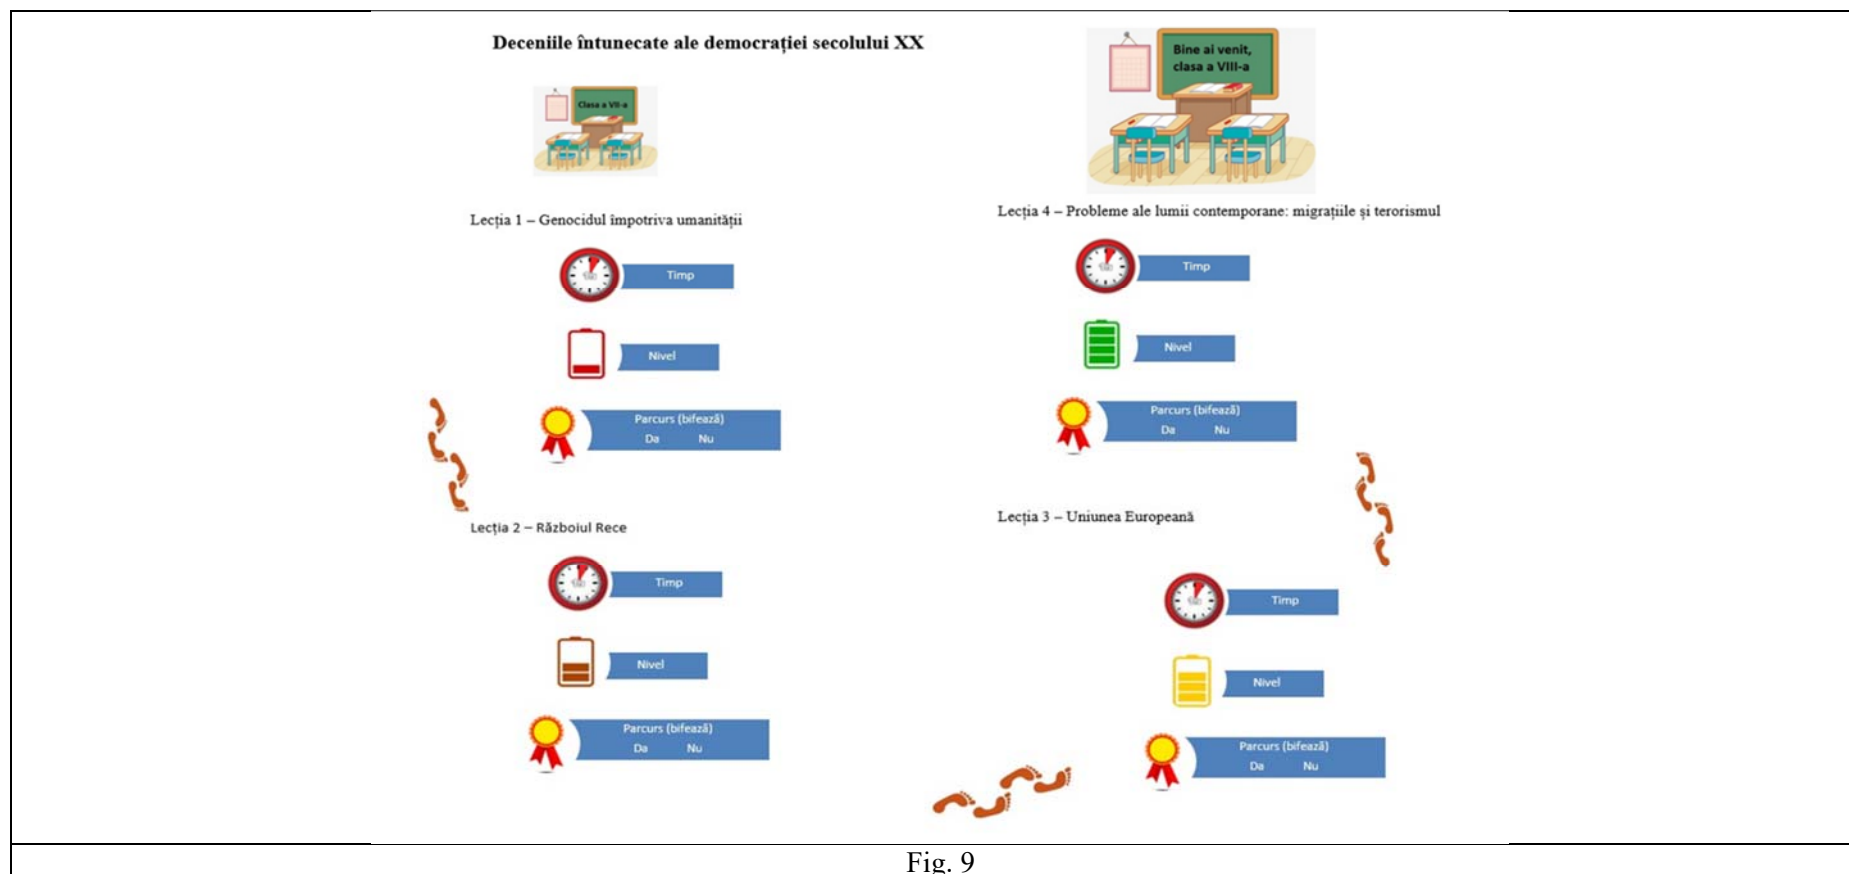 Deceniile întunecate ale democrației secolului XX
Clasa a VII-a
Lecția 1 – Genocidul împotriva umanității
Timp
Nivel
Parcurs (bifează)
Da Nu
Lecția 2 – Războiul Rece
Timp
Nivel
Parcurs (bifează)
Da Nu
Bine ai venit,
clasa a VIII-a
Lecția 4 – Probleme ale lumii contemporane: migrațiile și terorismul
Timp
Nivel
Parcurs (bifează)
Da Nu
Lecția 3 – Uniunea Europeană
Timp
Nivel
Parcurs (bifează)
Da Nu
Fig. 9